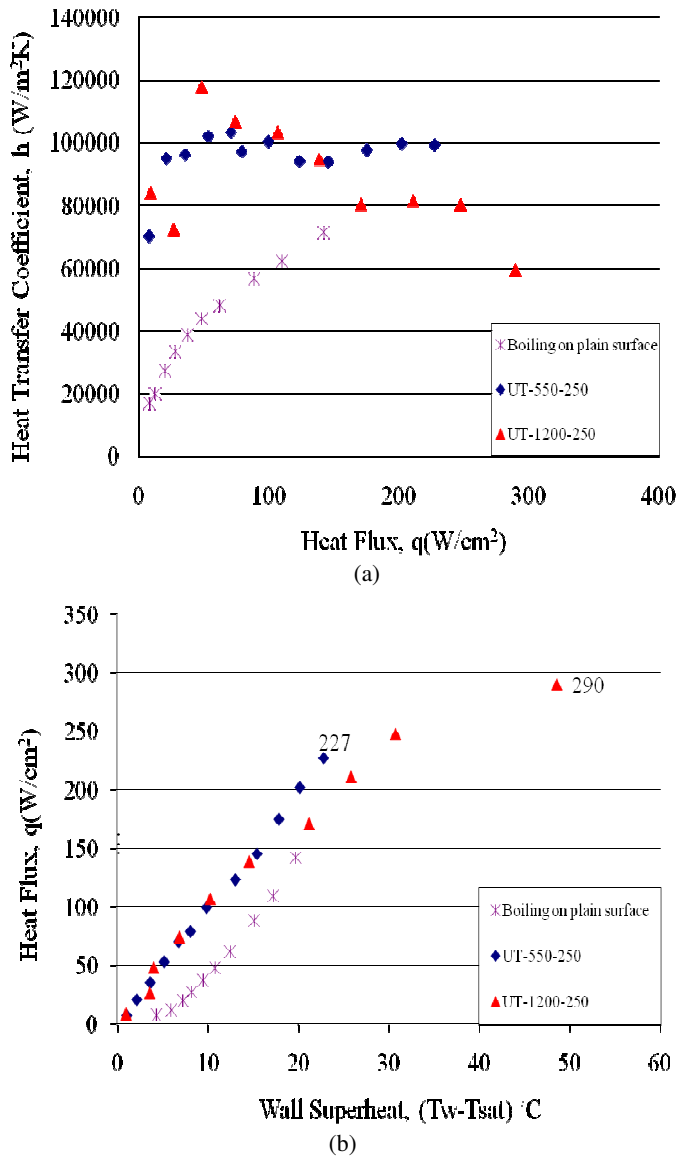 140000
120000
100000
80000
60000
40000
20000
0
Heat Transfer Coefficient, h (W/m²K)
Boiling on plain surface
UT-550-250
UT-1200-250
0 100 200 300 400
Heat Flux, q(W/cm²)
(a)
350
300
250
200
150
100
50
0
Heat Flux, q(W/cm²)
290
227
Boiling on plain surface
UT-550-250
UT-1200-250
0 10 20 30 40 50 60
Wall Superheat, (Tw-Tsat) °C
(b)